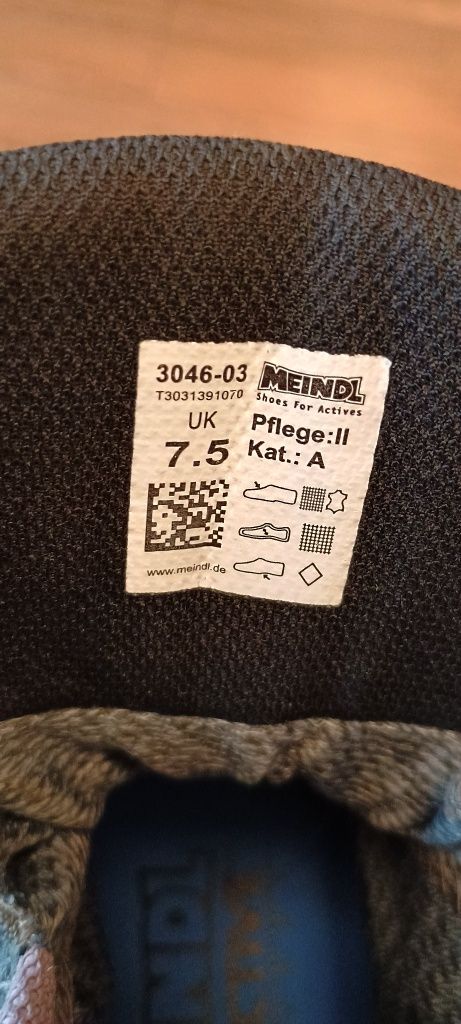 3046-03
T3031391070
UK
7.5
www.meindl.de
MEINDL
Shoes For Actives
Pflege:II
Kat.: A